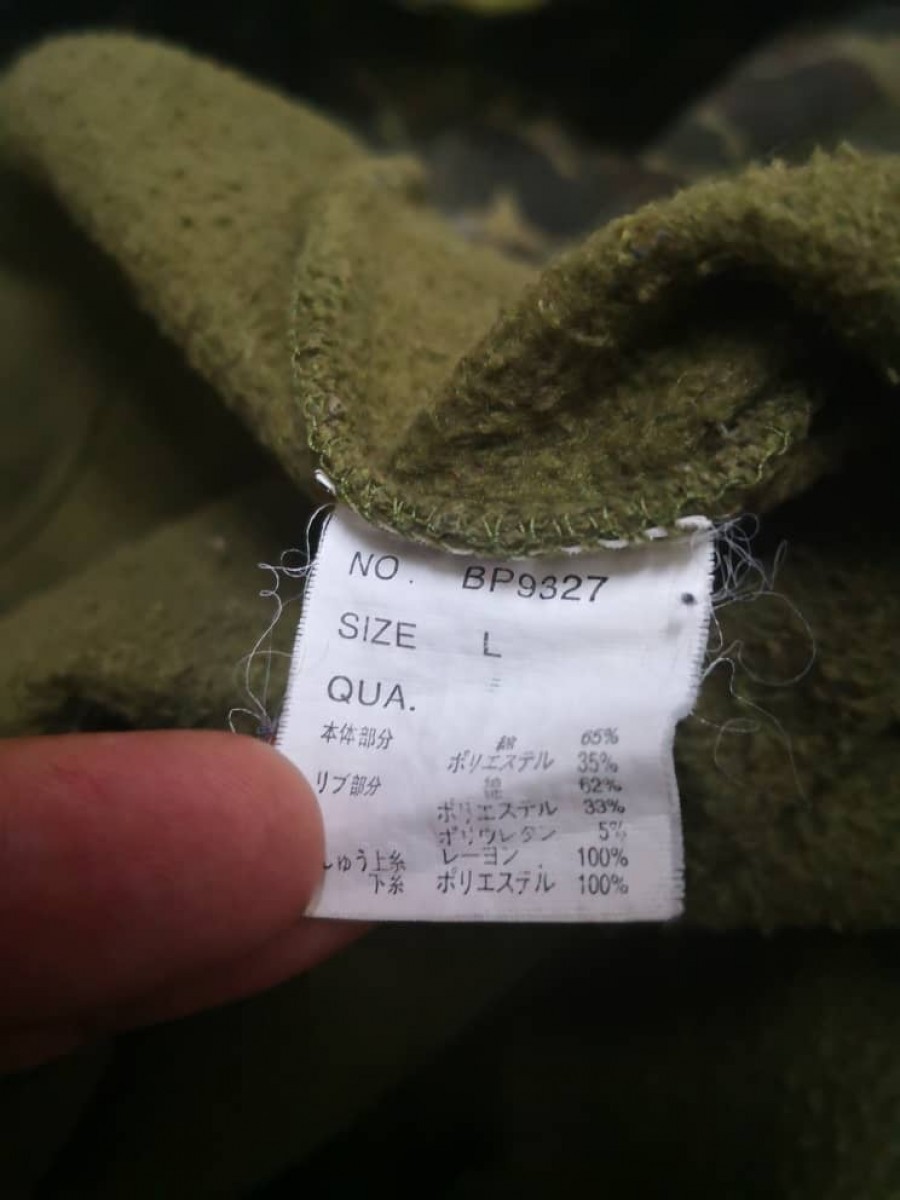 NO. BP9327
SIZE L
QUA.
本体部分 綿 65%
ポリエステル 35%
リブ部分 綿 62%
ポリエステル 33%
ポリウレタン 5%
しゅう上糸 レーヨン 100%
下糸 ポリエステル 100%